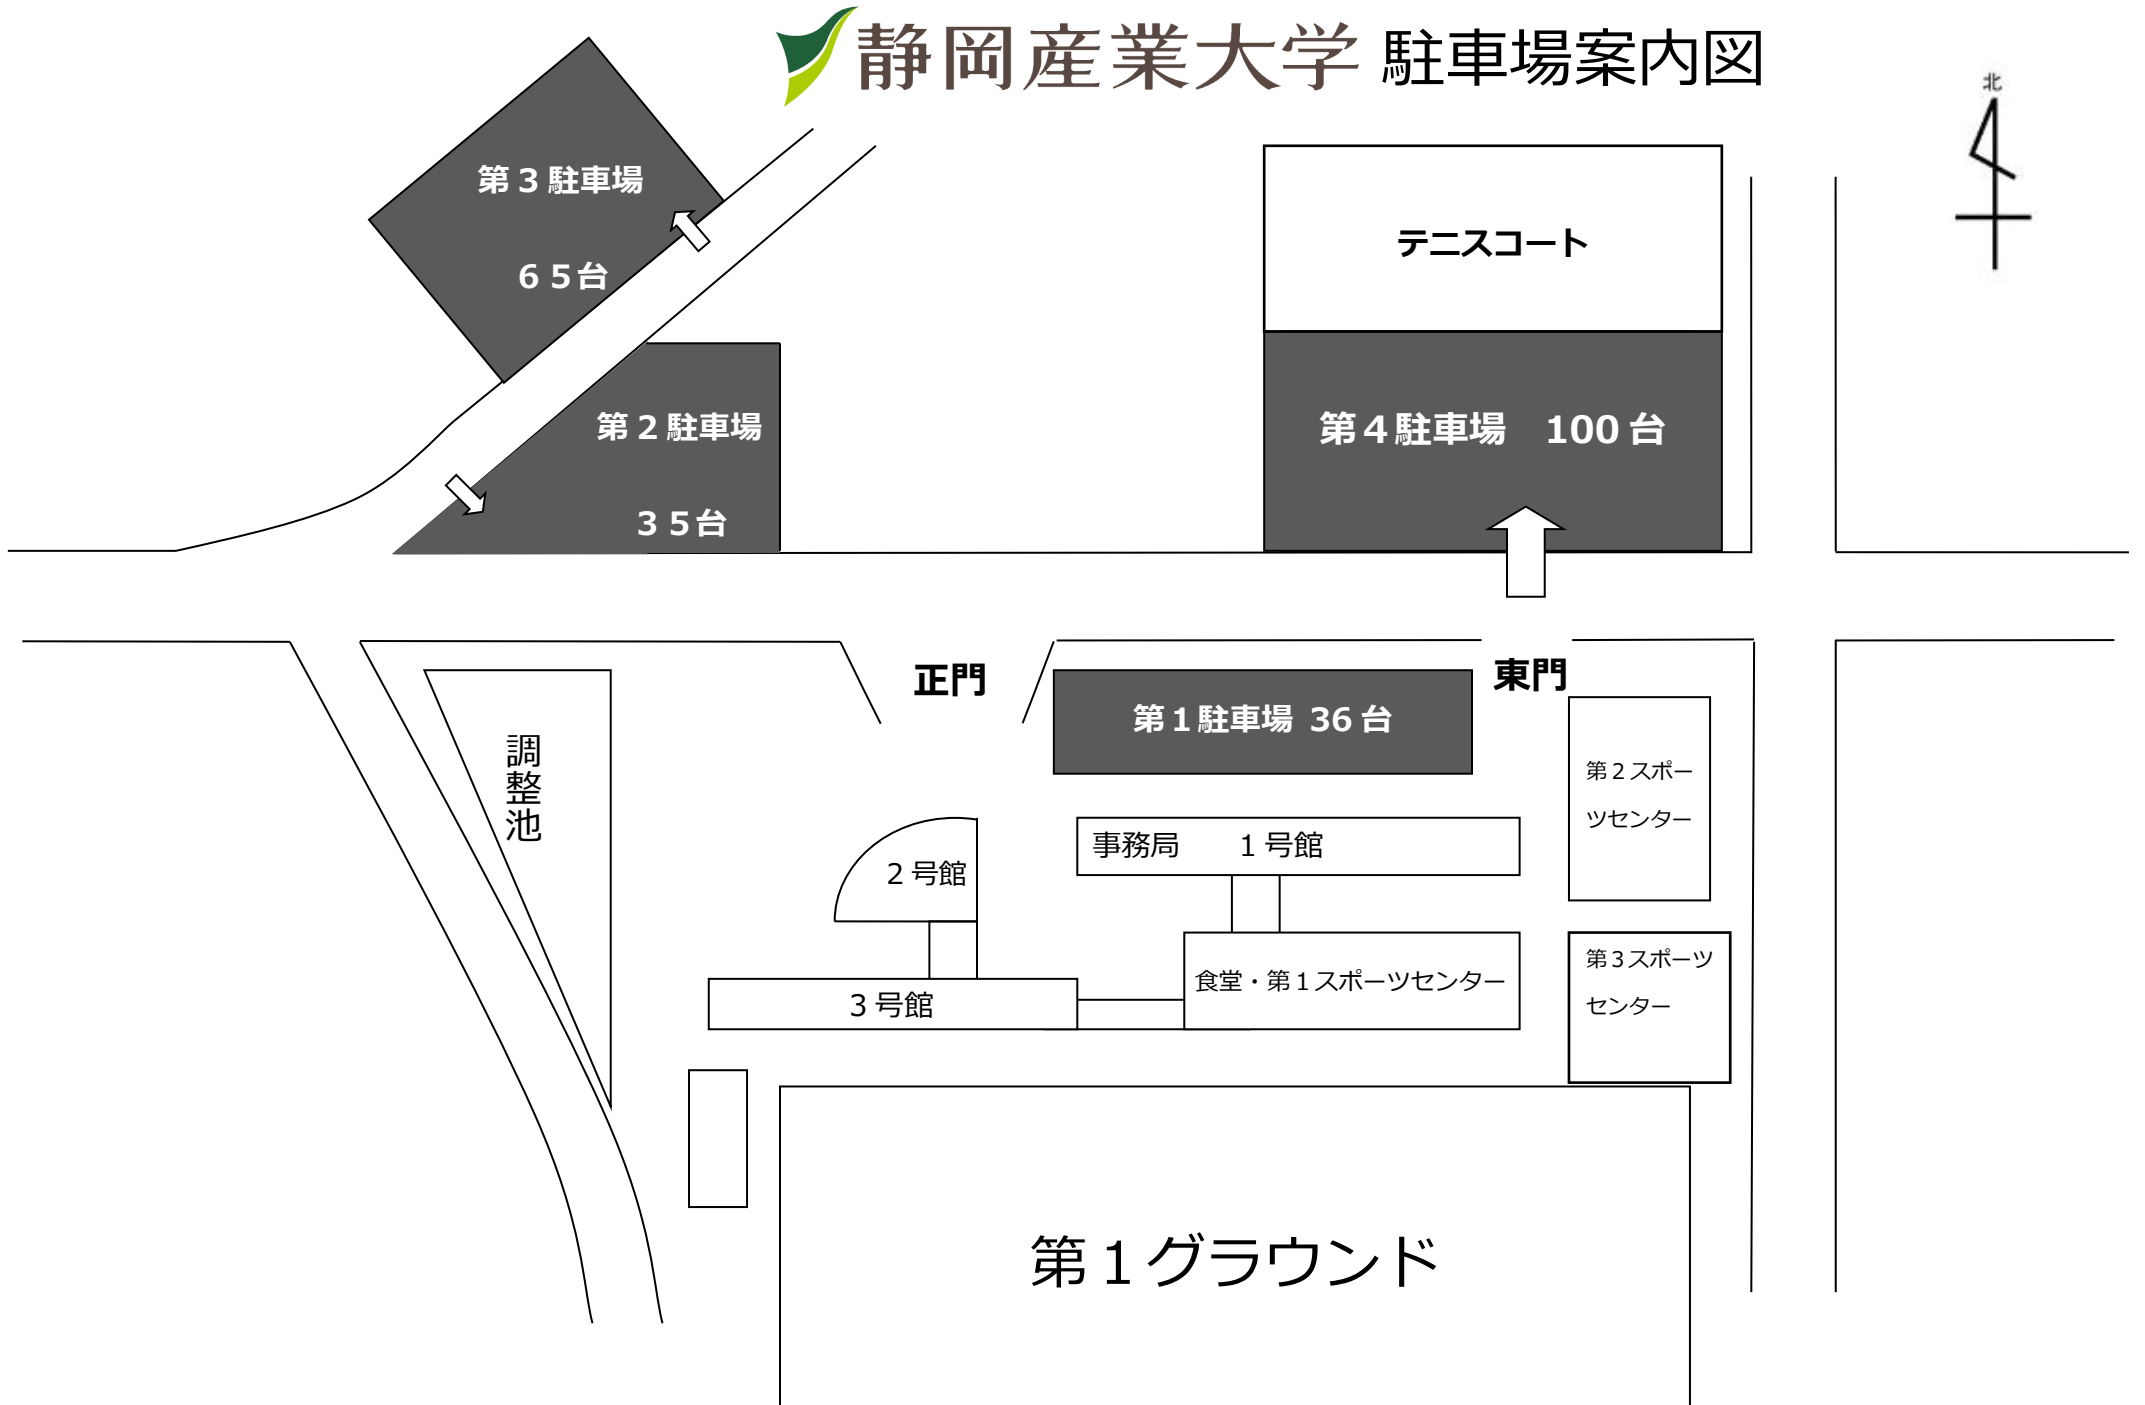 静岡産業大学 駐車場案内図
北
第３駐車場
６５台
テニスコート
第２駐車場
３５台
第４駐車場　100 台
正門
東門
第１駐車場 36 台
調整池
第２スポー
ツセンター
事務局　　１号館
２号館
第３スポーツ
センター
食堂・第１スポーツセンター
３号館
第１グラウンド